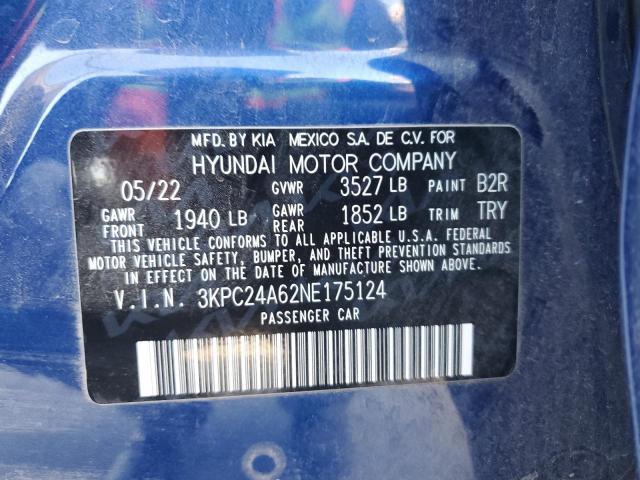 MFD. BY KIA MEXICO S.A. DE C.V. FOR
HYUNDAI MOTOR COMPANY
05/22 GVWR 3527 LB PAINT B2R
GAWR FRONT 1940 LB GAWR REAR 1852 LB TRIM TRY
THIS VEHICLE CONFORMS TO ALL APPLICABLE U.S.A. FEDERAL
MOTOR VEHICLE SAFETY, BUMPER, AND THEFT PREVENTION STANDARDS
IN EFFECT ON THE DATE OF MANUFACTURE SHOWN ABOVE.
V.I.N. 3KPC24A62NE175124
PASSENGER CAR